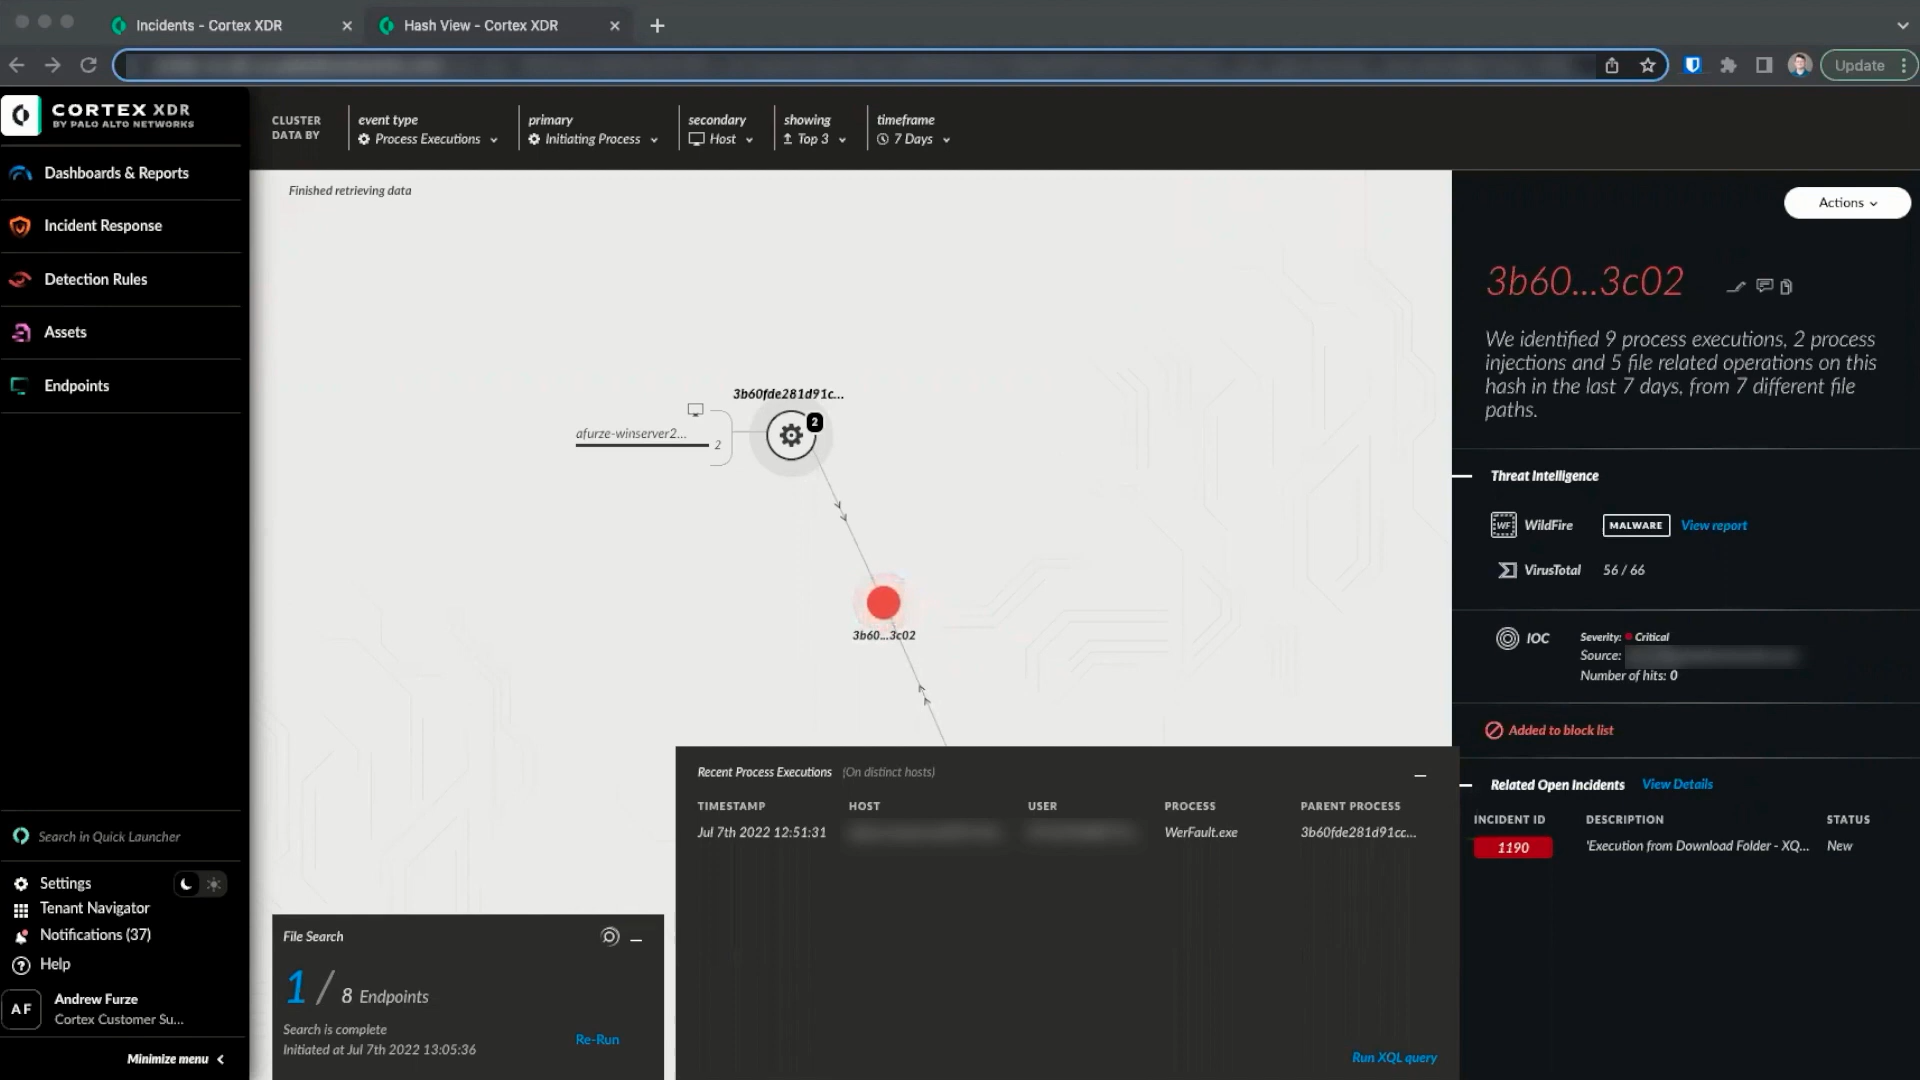 Incidents - Cortex XDR
Hash View - Cortex XDR
Update
CORTEX XDR
BY PALO ALTO NETWORKS
CLUSTER
DATA BY
event type
Process Executions
primary
Initiating Process
secondary
Host
showing
Top 3
timeframe
7 Days
Dashboards & Reports
Incident Response
Detection Rules
Assets
Endpoints
Search in Quick Launcher
Settings
Tenant Navigator
Notifications (37)
Help
AF
Andrew Furze
Cortex Customer Su...
Minimize menu
Finished retrieving data
3b60fde281d91c...
2
afurze-winserver2...
2
3b60...3c02
File Search
1 / 8 Endpoints
Search is complete
Initiated at Jul 7th 2022 13:05:36
Re-Run
Recent Process Executions (On distinct hosts)
TIMESTAMP HOST USER PROCESS PARENT PROCESS
Jul 7th 2022 12:51:31 WerFault.exe 3b60fde281d91cc...
Run XQL query
Actions
3b60...3c02
We identified 9 process executions, 2 process
injections and 5 file related operations on this
hash in the last 7 days, from 7 different file
paths.
Threat Intelligence
WF WildFire MALWARE View report
VirusTotal 56 / 66
IOC
Severity: Critical
Source:
Number of hits: 0
Added to block list
Related Open Incidents View Details
INCIDENT ID DESCRIPTION STATUS
1190 'Execution from Download Folder - XQ... New